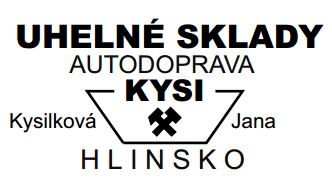 UHELNÉ SKLADY
AUTODOPRAVA
KYSI
Kysilková Jana
HLINSKO